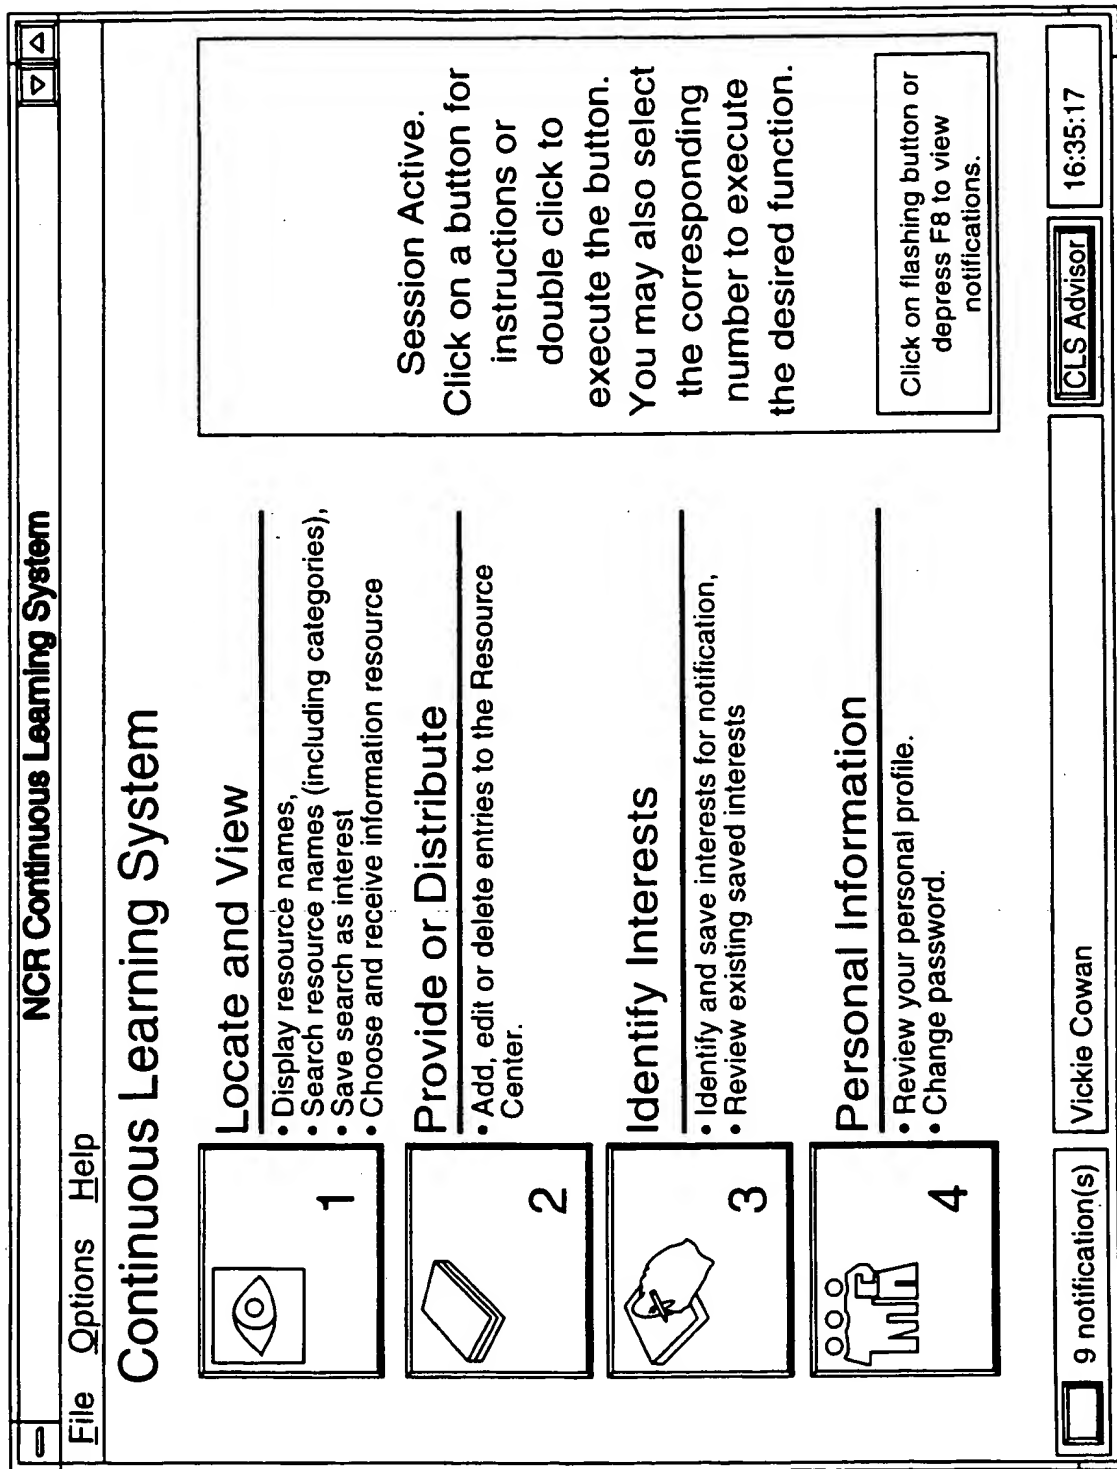 NCR Continuous Learning System
File Options Help
Continuous Learning System
1
Locate and View
• Display resource names,
• Search resource names (including categories),
• Save search as interest
• Choose and receive information resource
2
Provide or Distribute
• Add, edit or delete entries to the Resource
Center.
3
Identify Interests
• Identify and save interests for notification,
• Review existing saved interests
4
Personal Information
• Review your personal profile.
• Change password.
Session Active.
Click on a button for
instructions or
double click to
execute the button.
You may also select
the corresponding
number to execute
the desired function.
Click on flashing button or
depress F8 to view
notifications.
9 notification(s)
Vickie Cowan
CLS Advisor
16:35:17